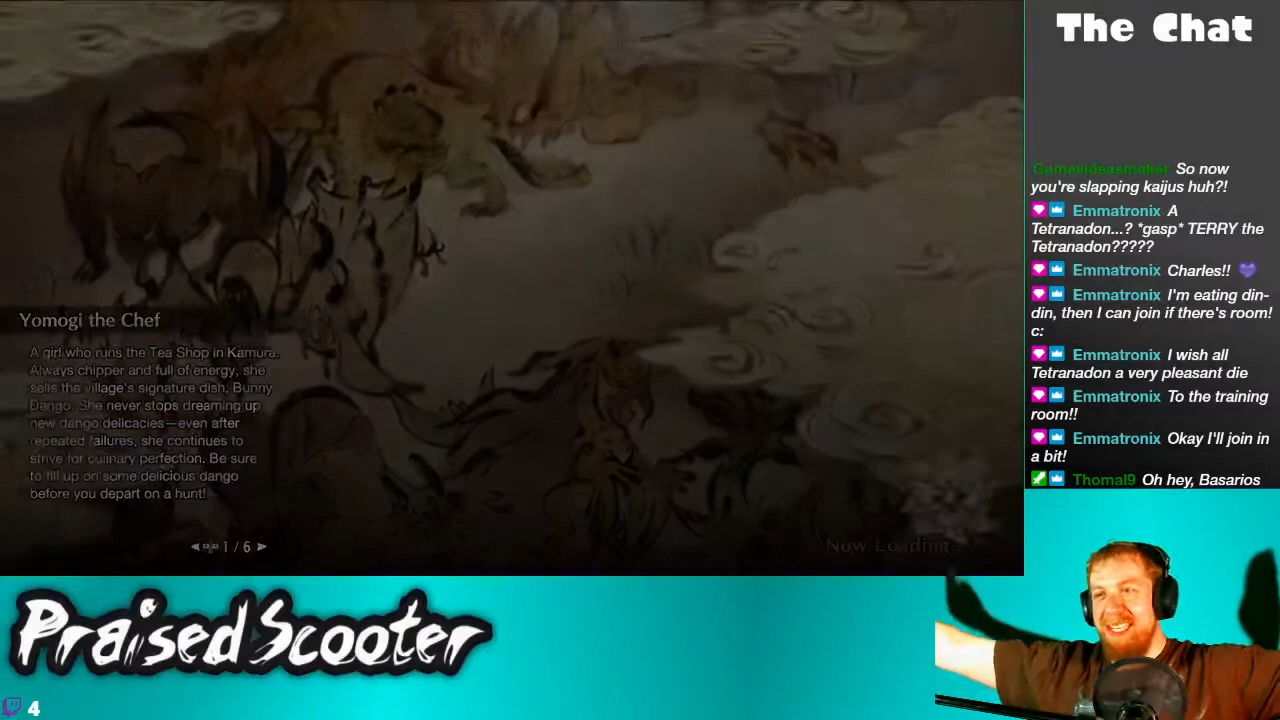 The Chat
Gamesideasmaker So now
you're slapping kaijus huh?!
Emmatronix A
Tetranadon...? *gasp* TERRY the
Tetranadon?????
Emmatronix Charles!!
Emmatronix I'm eating din-
din, then I can join if there's room!
c:
Emmatronix I wish all
Tetranadon a very pleasant die
Emmatronix To the training
room!!
Emmatronix Okay I'll join in
a bit!
Thomal9 Oh hey, Basarios
Yomogi the Chef
A girl who runs the Tea Shop in Kamura.
Always chipper and full of energy, she
sells the village's signature dish, Bunny
Dango. She never stops dreaming up
new dango delicacies—even after
repeated failures, she continues to
strive for culinary perfection. Be sure
to fill up on some delicious dango
before you depart on a hunt!
1 / 6
Now Loading...
Praised Scooter
4